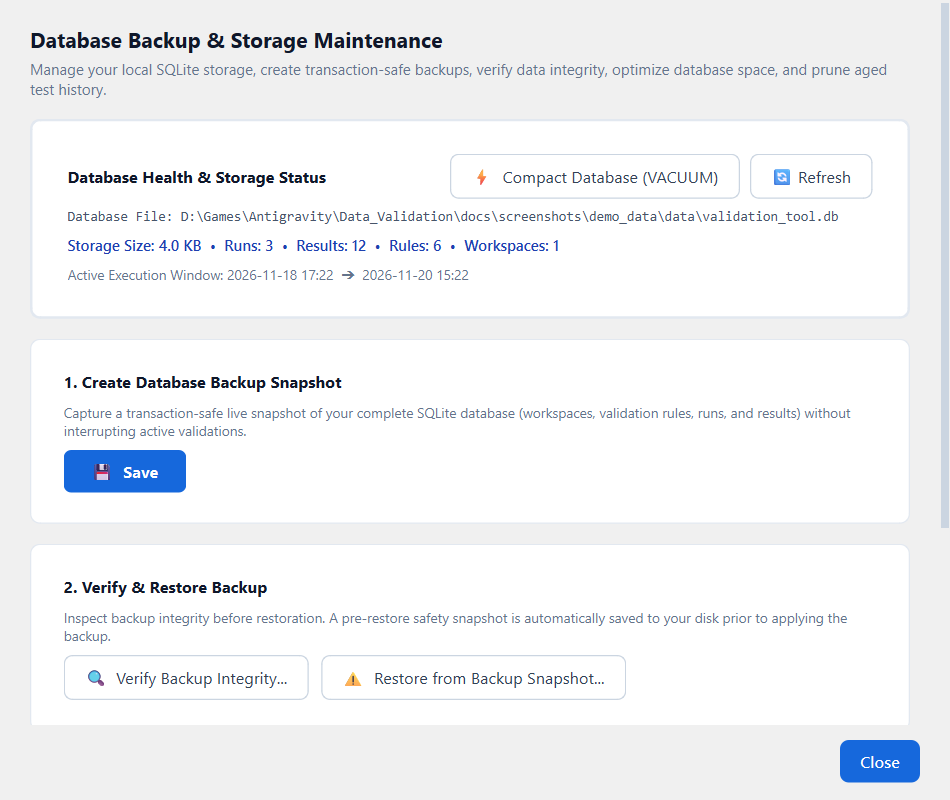 Database Backup & Storage Maintenance
Manage your local SQLite storage, create transaction-safe backups, verify data integrity, optimize database space, and prune aged
test history.
Database Health & Storage Status
Compact Database (VACUUM)
Refresh
Database File: D:\Games\Antigravity\Data_Validation\docs\screenshots\demo_data\data\validation_tool.db
Storage Size: 4.0 KB • Runs: 3 • Results: 12 • Rules: 6 • Workspaces: 1
Active Execution Window: 2026-11-18 17:22 ➔ 2026-11-20 15:22
1. Create Database Backup Snapshot
Capture a transaction-safe live snapshot of your complete SQLite database (workspaces, validation rules, runs, and results) without
interrupting active validations.
Save
2. Verify & Restore Backup
Inspect backup integrity before restoration. A pre-restore safety snapshot is automatically saved to your disk prior to applying the
backup.
Verify Backup Integrity...
Restore from Backup Snapshot...
Close